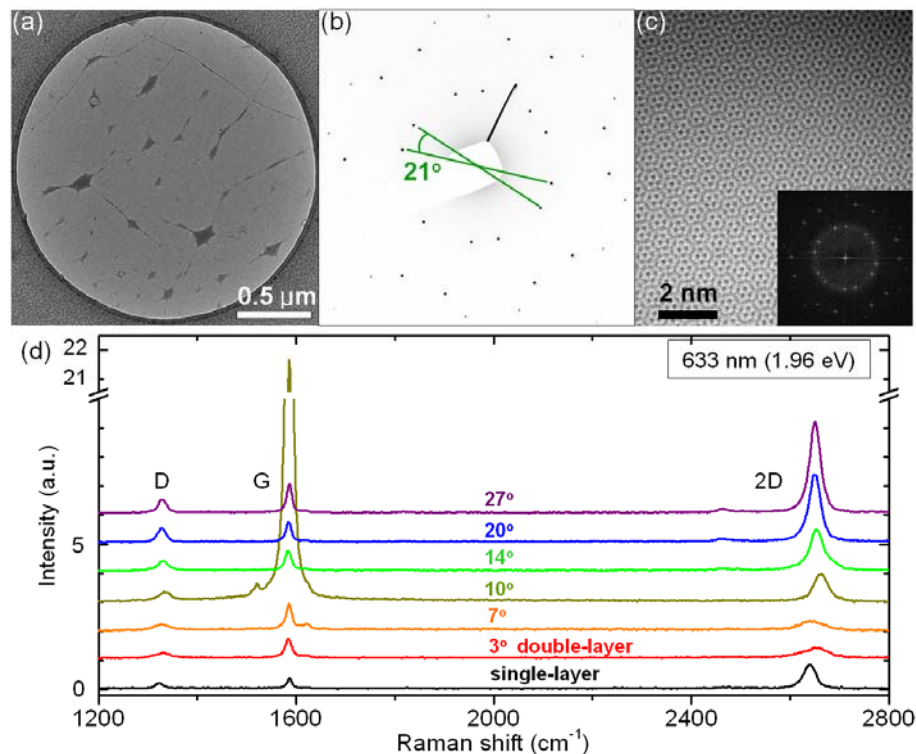 (a)
0.5 µm
(b)
21°
(c)
2 nm
(d)
633 nm (1.96 eV)
22
21
5
0
Intensity (a.u.)
D
G
2D
27°
20°
14°
10°
7°
3° double-layer
single-layer
1200
1600
2000
2400
2800
Raman shift (cm⁻¹)